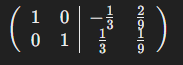 ( 1 0 | -1/3 2/9 )
( 0 1 | 1/3 1/9 )